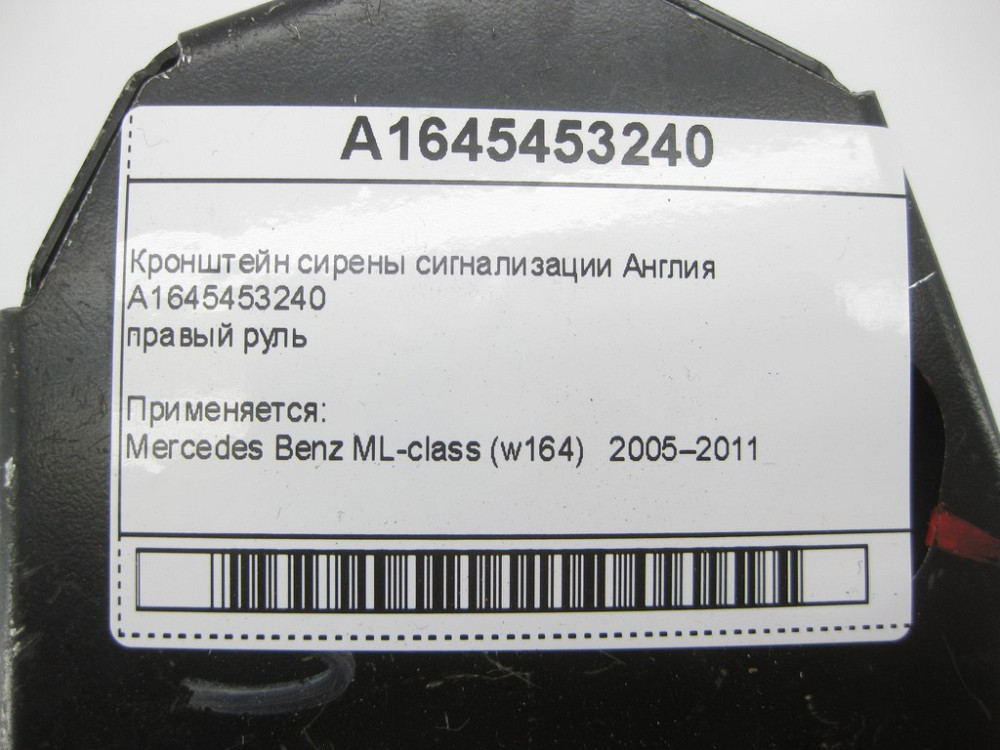 A1645453240
Кронштейн сирены сигнализации Англия
A1645453240
правый руль
Применяется:
Mercedes Benz ML-class (w164) 2005–2011